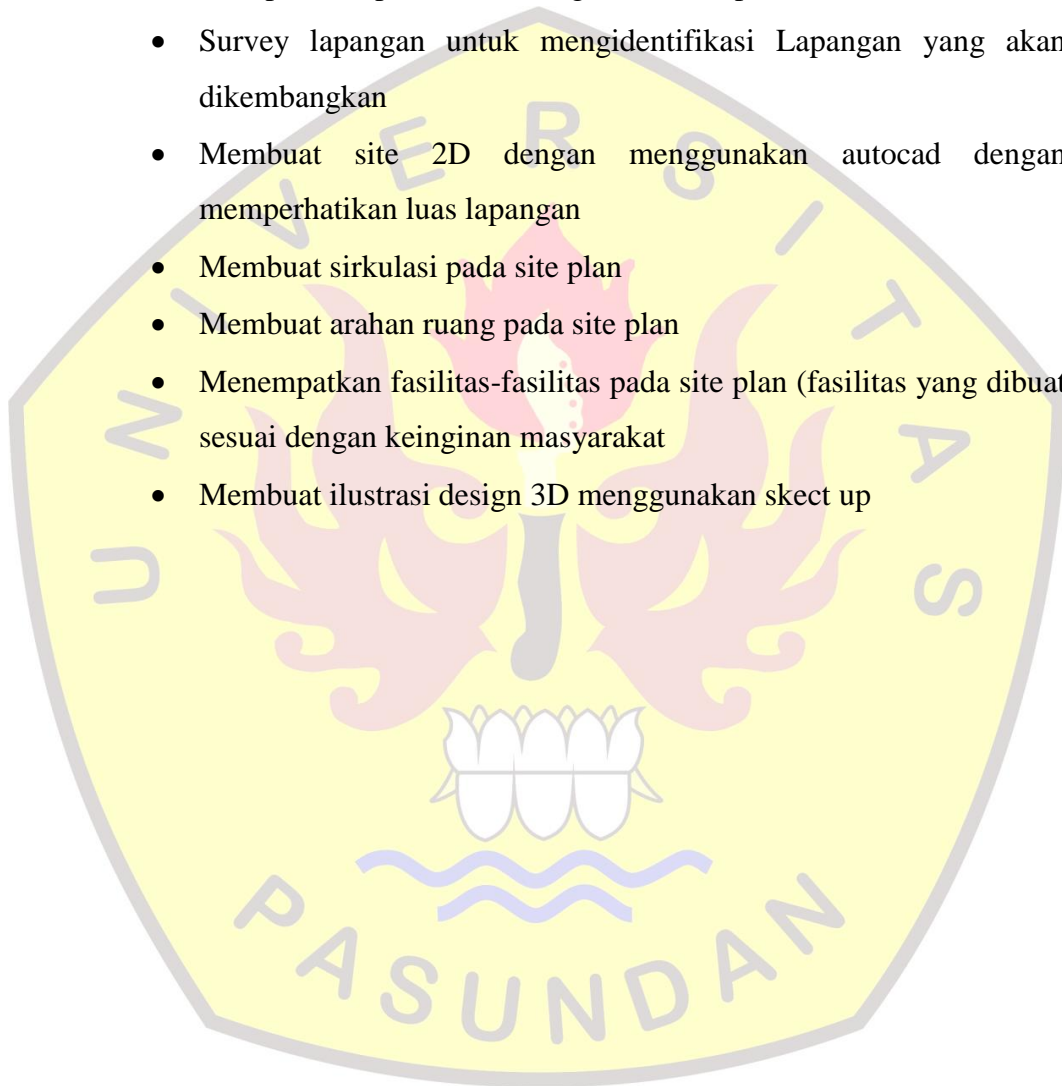 • Survey lapangan untuk mengidentifikasi Lapangan yang akan
dikembangkan
• Membuat site 2D dengan menggunakan autocad dengan
memperhatikan luas lapangan
• Membuat sirkulasi pada site plan
• Membuat arahan ruang pada site plan
• Menempatkan fasilitas-fasilitas pada site plan (fasilitas yang dibuat
sesuai dengan keinginan masyarakat
• Membuat ilustrasi design 3D menggunakan skect up
UNIVERSITAS
PASUNDAN